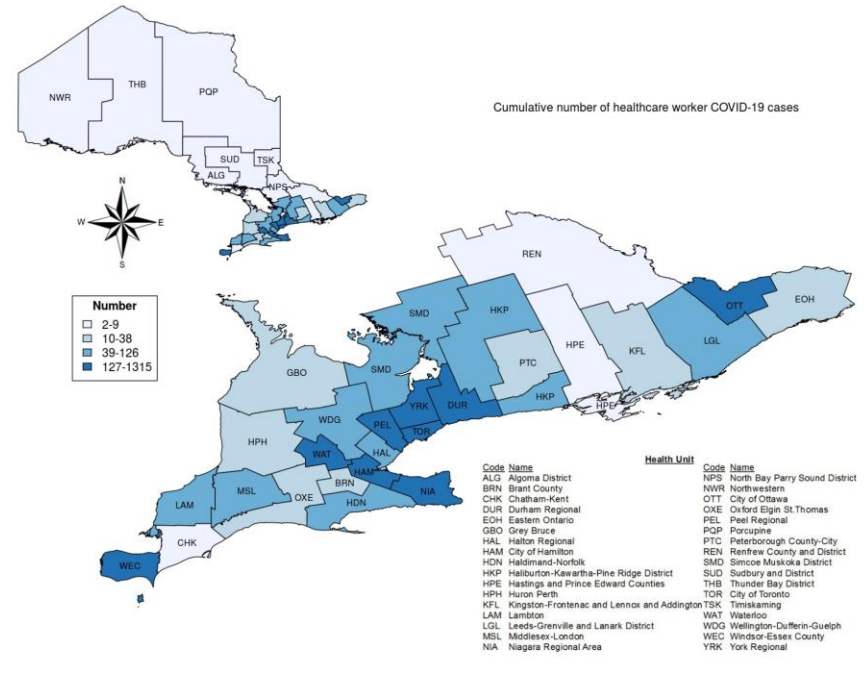 Cumulative number of healthcare worker COVID-19 cases
NWR
THB
PQP
SUD
TSK
ALG
NPS
N
W
E
S
Number
2-9
10-38
39-126
127-1315
REN
SMD
HKP
OTT
EOH
HPE
LGL
KFL
PTC
GBO
SMD
HKP
HPE
YRK
DUR
WDG
PEL
TOR
HPH
WAT
HAL
HAM
BRN
NIA
MSL
OXE
HDN
LAM
CHK
WEC
Health Unit
Code Name
ALG Algoma District
BRN Brant County
CHK Chatham-Kent
DUR Durham Regional
EOH Eastern Ontario
GBO Grey Bruce
HAL Halton Regional
HAM City of Hamilton
HDN Haldimand-Norfolk
HKP Haliburton-Kawartha-Pine Ridge District
HPE Hastings and Prince Edward Counties
HPH Huron Perth
KFL Kingston-Frontenac and Lennox and Addington
LAM Lambton
LGL Leeds-Grenville and Lanark District
MSL Middlesex-London
NIA Niagara Regional Area
Code Name
NPS North Bay Parry Sound District
NWR Northwestern
OTT City of Ottawa
OXE Oxford Elgin St.Thomas
PEL Peel Regional
PQP Porcupine
PTC Peterborough County-City
REN Renfrew County and District
SMD Simcoe Muskoka District
SUD Sudbury and District
THB Thunder Bay District
TOR City of Toronto
TSK Timiskaming
WAT Waterloo
WDG Wellington-Dufferin-Guelph
WEC Windsor-Essex County
YRK York Regional